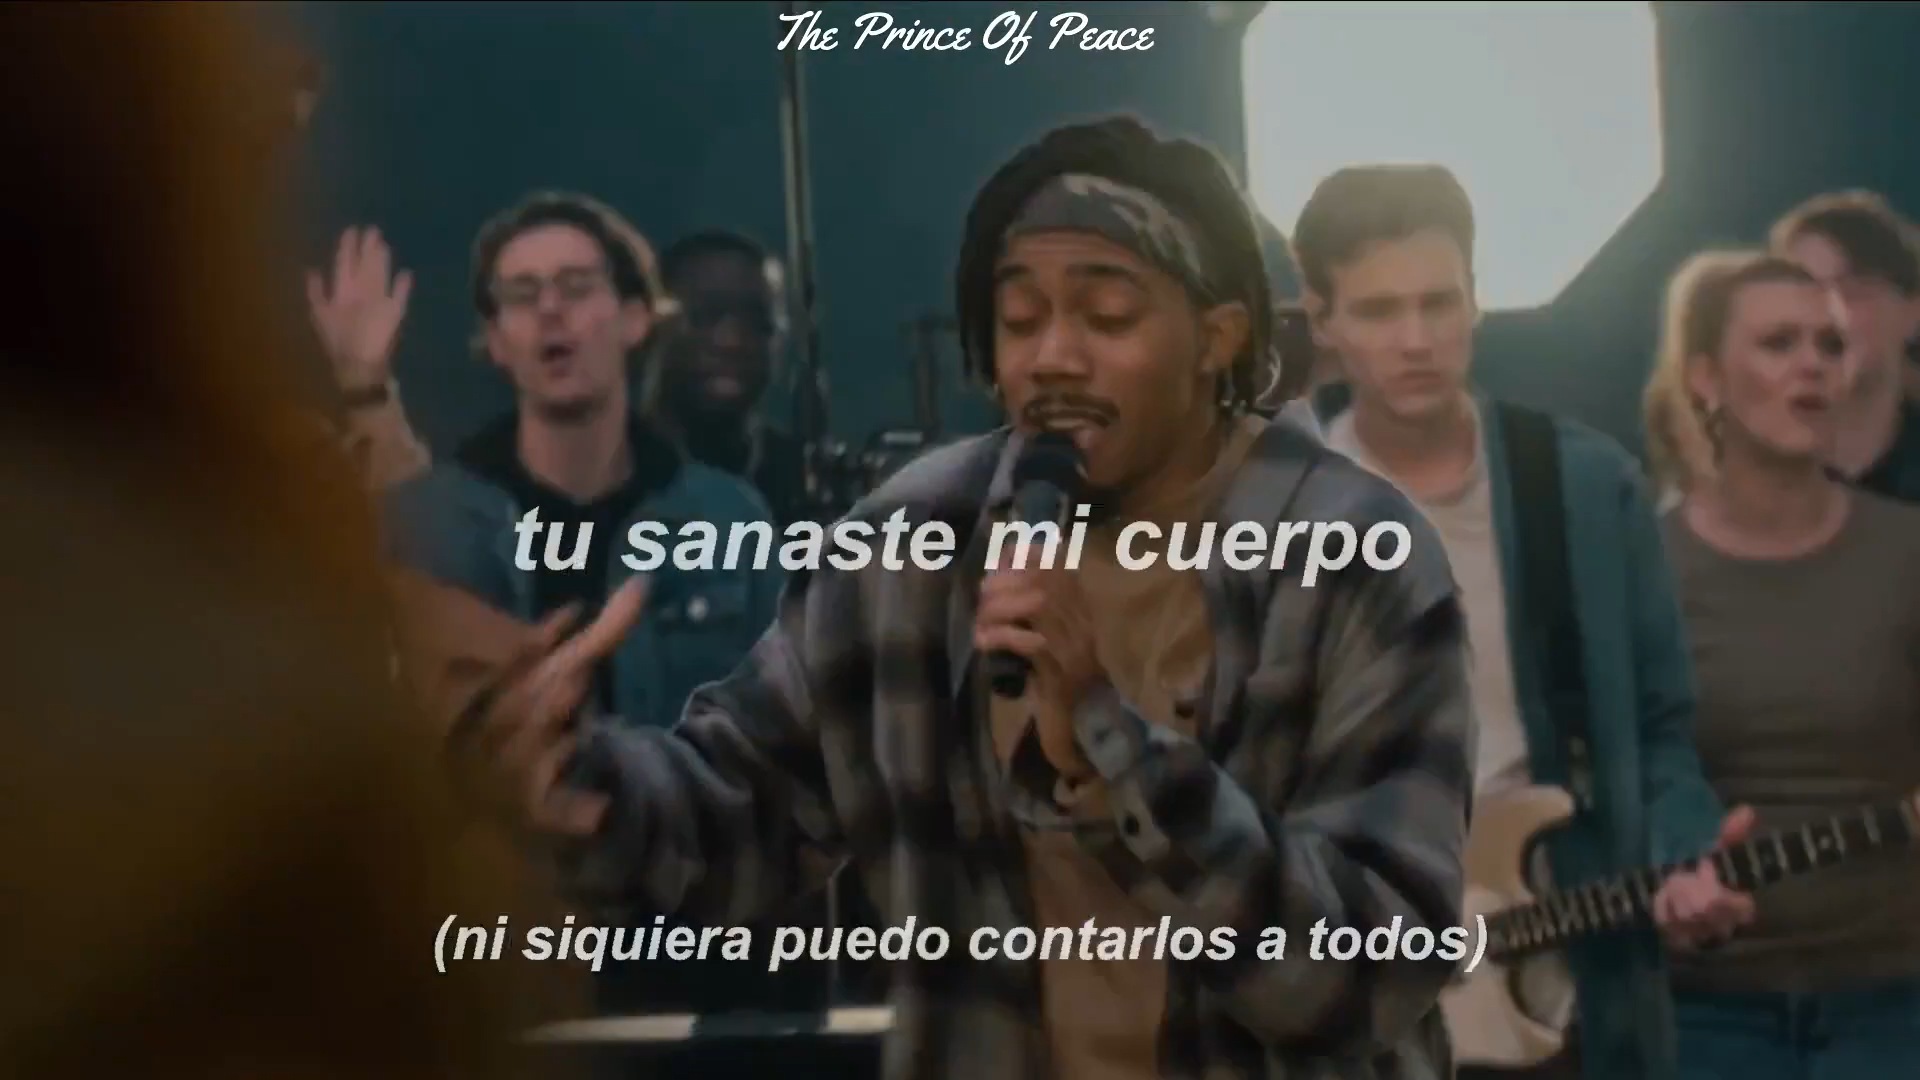 The Prince Of Peace
tu sanaste mi cuerpo
(ni siquiera puedo contarlos a todos)